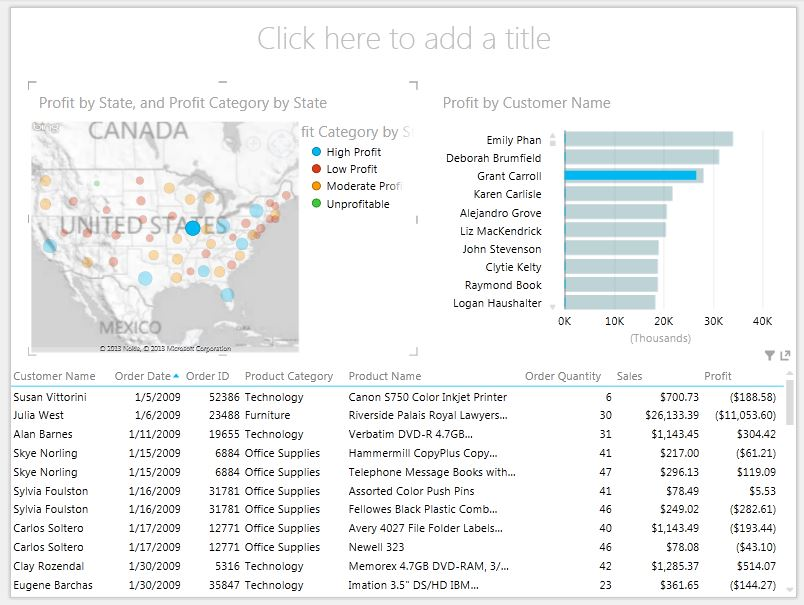 Click here to add a title
Profit by State, and Profit Category by State
bing
CANADA
UNITED STATES
MEXICO
© 2013 Nokia, © 2013 Microsoft Corporation
fit Category by S
High Profit
Low Profit
Moderate Profi
Unprofitable
Profit by Customer Name
Emily Phan
Deborah Brumfield
Grant Carroll
Karen Carlisle
Alejandro Grove
Liz MacKendrick
John Stevenson
Clytie Kelty
Raymond Book
Logan Haushalter
0K 10K 20K 30K 40K
(Thousands)
Customer Name Order Date Order ID Product Category Product Name Order Quantity Sales Profit
Susan Vittorini 1/5/2009 52386 Technology Canon S750 Color Inkjet Printer 6 $700.73 ($188.58)
Julia West 1/6/2009 23488 Furniture Riverside Palais Royal Lawyers... 30 $26,133.39 ($11,053.60)
Alan Barnes 1/11/2009 19655 Technology Verbatim DVD-R 4.7GB... 31 $1,143.45 $304.42
Skye Norling 1/15/2009 6884 Office Supplies Hammermill CopyPlus Copy... 41 $217.00 ($61.21)
Skye Norling 1/15/2009 6884 Office Supplies Telephone Message Books with... 47 $296.13 $119.09
Sylvia Foulston 1/16/2009 31781 Office Supplies Assorted Color Push Pins 41 $78.49 $5.53
Sylvia Foulston 1/16/2009 31781 Office Supplies Fellowes Black Plastic Comb... 46 $249.02 ($282.61)
Carlos Soltero 1/17/2009 12771 Office Supplies Avery 4027 File Folder Labels... 40 $1,143.49 ($193.44)
Carlos Soltero 1/17/2009 12771 Office Supplies Newell 323 46 $78.08 ($43.10)
Clay Rozendal 1/30/2009 5316 Technology Memorex 4.7GB DVD-RAM, 3/... 42 $1,285.37 $514.07
Eugene Barchas 1/30/2009 35847 Technology Imation 3.5" DS/HD IBM... 23 $361.65 ($144.27)